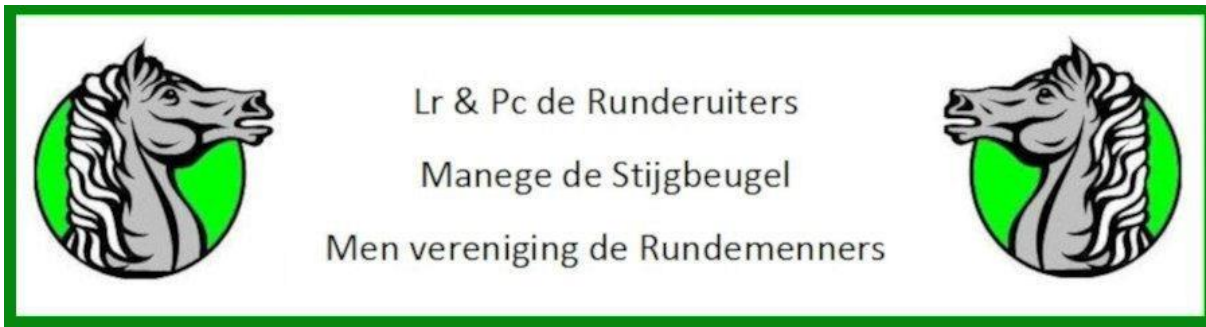 Lr & Pc de Runderuiters
Manege de Stijgbeugel
Men vereniging de Rundemenners